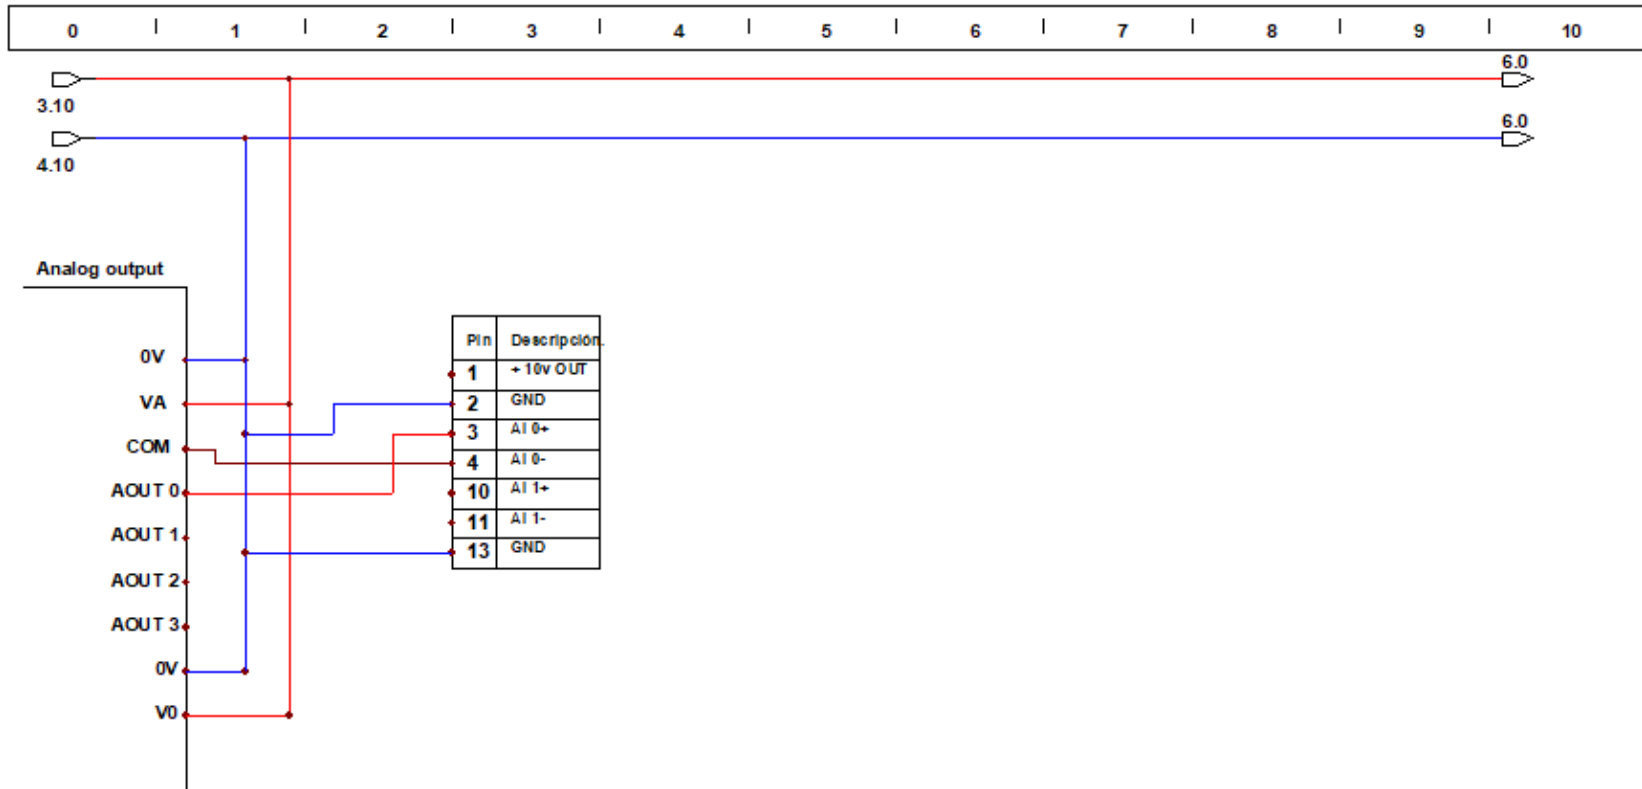 0 1 2 3 4 5 6 7 8 9 10
6.0
3.10
6.0
4.10
Analog output
0V
VA
COM
AOUT 0
AOUT 1
AOUT 2
AOUT 3
0V
V0
Pin Descripción.
1 + 10v OUT
2 GND
3 AI 0+
4 AI 0-
10 AI 1+
11 AI 1-
13 GND